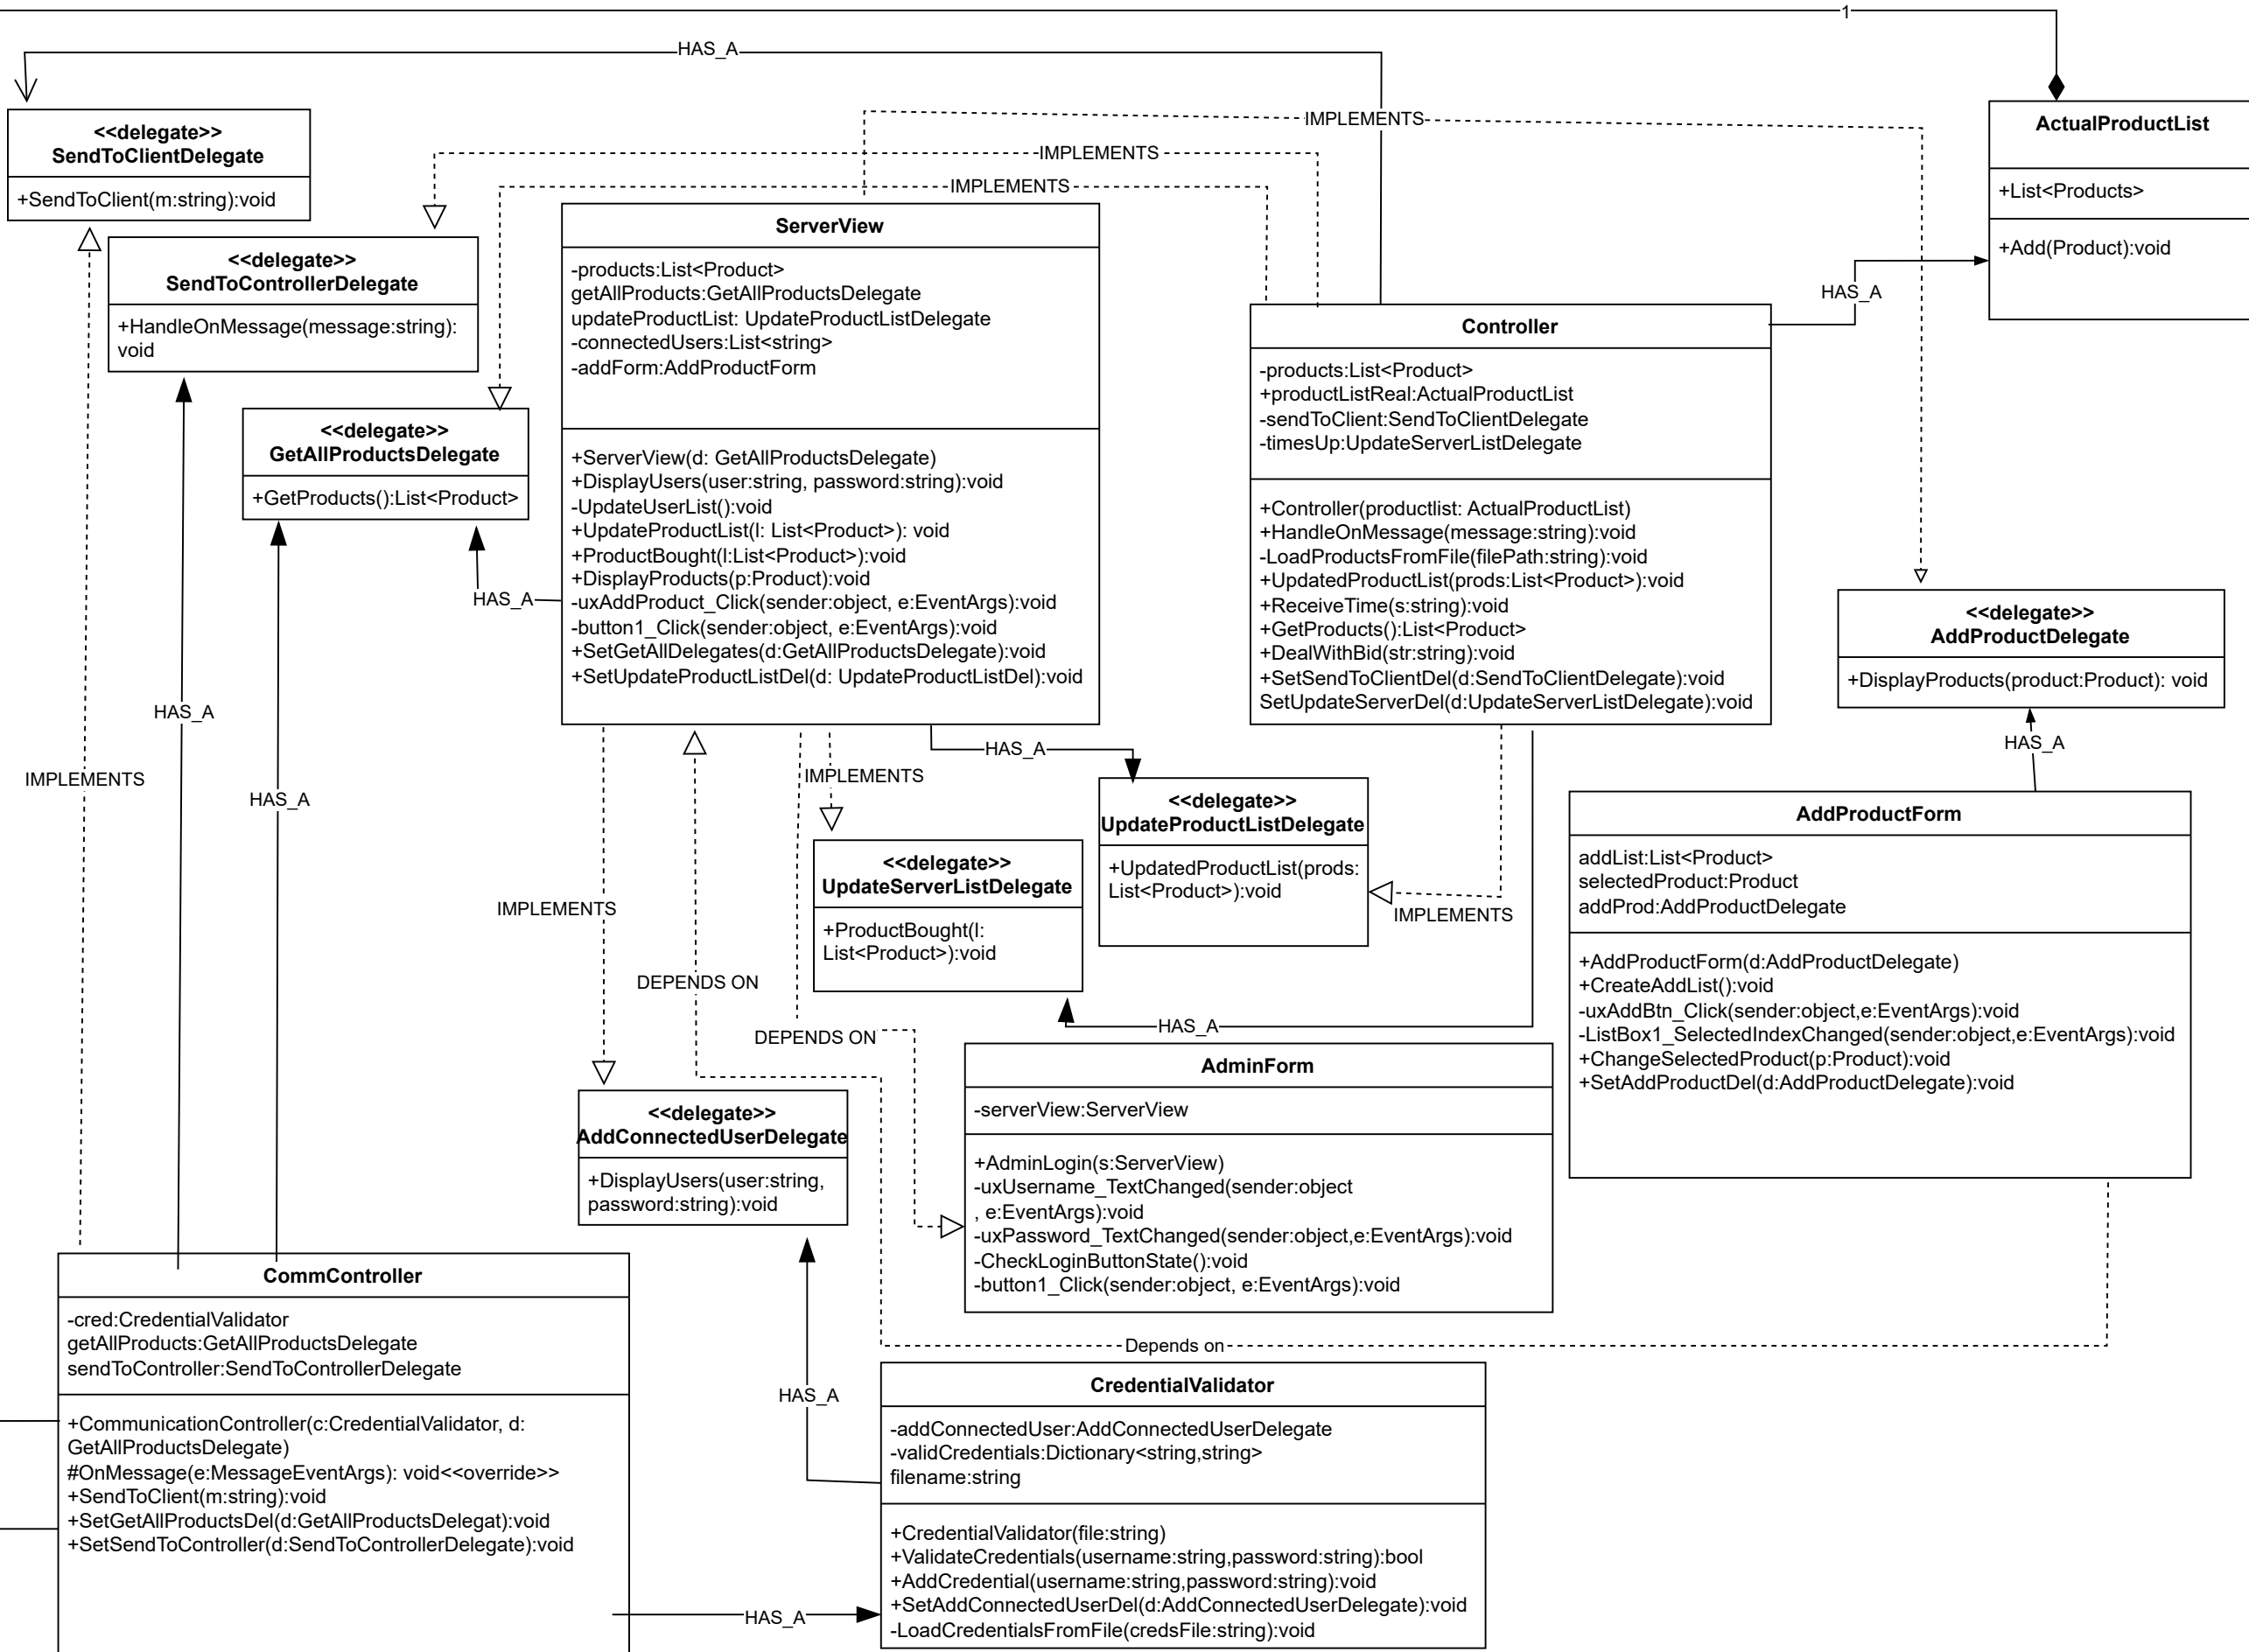 1
HAS_A
<<delegate>>
SendToClientDelegate
+SendToClient(m:string):void
IMPLEMENTS
IMPLEMENTS
IMPLEMENTS
ActualProductList
+List<Products>
+Add(Product):void
<<delegate>>
SendToControllerDelegate
+HandleOnMessage(message:string):
void
<<delegate>>
GetAllProductsDelegate
+GetProducts():List<Product>
ServerView
-products:List<Product>
getAllProducts:GetAllProductsDelegate
updateProductList: UpdateProductListDelegate
-connectedUsers:List<string>
-addForm:AddProductForm
+ServerView(d: GetAllProductsDelegate)
+DisplayUsers(user:string, password:string):void
-UpdateUserList():void
+UpdateProductList(l: List<Product>): void
+ProductBought(l:List<Product>):void
+DisplayProducts(p:Product):void
-uxAddProduct_Click(sender:object, e:EventArgs):void
-button1_Click(sender:object, e:EventArgs):void
+SetGetAllDelegates(d:GetAllProductsDelegate):void
+SetUpdateProductListDel(d: UpdateProductListDel):void
HAS_A
Controller
-products:List<Product>
+productListReal:ActualProductList
-sendToClient:SendToClientDelegate
-timesUp:UpdateServerListDelegate
+Controller(productlist: ActualProductList)
+HandleOnMessage(message:string):void
-LoadProductsFromFile(filePath:string):void
+UpdatedProductList(prods:List<Product>):void
+ReceiveTime(s:string):void
+GetProducts():List<Product>
+DealWithBid(str:string):void
+SetSendToClientDel(d:SendToClientDelegate):void
SetUpdateServerDel(d:UpdateServerListDelegate):void
HAS_A
<<delegate>>
AddProductDelegate
+DisplayProducts(product:Product): void
HAS_A
HAS_A
IMPLEMENTS
HAS_A
HAS_A
IMPLEMENTS
<<delegate>>
UpdateProductListDelegate
+UpdatedProductList(prods:
List<Product>):void
IMPLEMENTS
<<delegate>>
UpdateServerListDelegate
+ProductBought(l:
List<Product>):void
IMPLEMENTS
DEPENDS ON
DEPENDS ON
HAS_A
AddProductForm
addList:List<Product>
selectedProduct:Product
addProd:AddProductDelegate
+AddProductForm(d:AddProductDelegate)
+CreateAddList():void
-uxAddBtn_Click(sender:object,e:EventArgs):void
-ListBox1_SelectedIndexChanged(sender:object,e:EventArgs):void
+ChangeSelectedProduct(p:Product):void
+SetAddProductDel(d:AddProductDelegate):void
<<delegate>>
AddConnectedUserDelegate
+DisplayUsers(user:string,
password:string):void
AdminForm
-serverView:ServerView
+AdminLogin(s:ServerView)
-uxUsername_TextChanged(sender:object
, e:EventArgs):void
-uxPassword_TextChanged(sender:object,e:EventArgs):void
-CheckLoginButtonState():void
-button1_Click(sender:object, e:EventArgs):void
Depends on
CommController
-cred:CredentialValidator
getAllProducts:GetAllProductsDelegate
sendToController:SendToControllerDelegate
+CommunicationController(c:CredentialValidator, d:
GetAllProductsDelegate)
#OnMessage(e:MessageEventArgs): void<<override>>
+SendToClient(m:string):void
+SetGetAllProductsDel(d:GetAllProductsDelegat):void
+SetSendToController(d:SendToControllerDelegate):void
HAS_A
HAS_A
CredentialValidator
-addConnectedUser:AddConnectedUserDelegate
-validCredentials:Dictionary<string,string>
filename:string
+CredentialValidator(file:string)
+ValidateCredentials(username:string,password:string):bool
+AddCredential(username:string,password:string):void
+SetAddConnectedUserDel(d:AddConnectedUserDelegate):void
-LoadCredentialsFromFile(credsFile:string):void